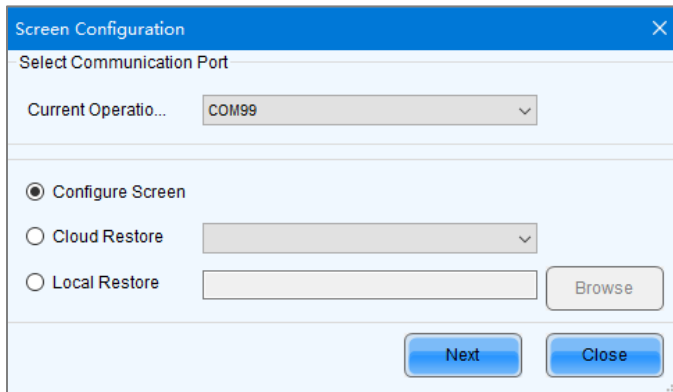 Screen Configuration
Select Communication Port
Current Operatio... COM99
Configure Screen
Cloud Restore
Local Restore Browse
Next Close